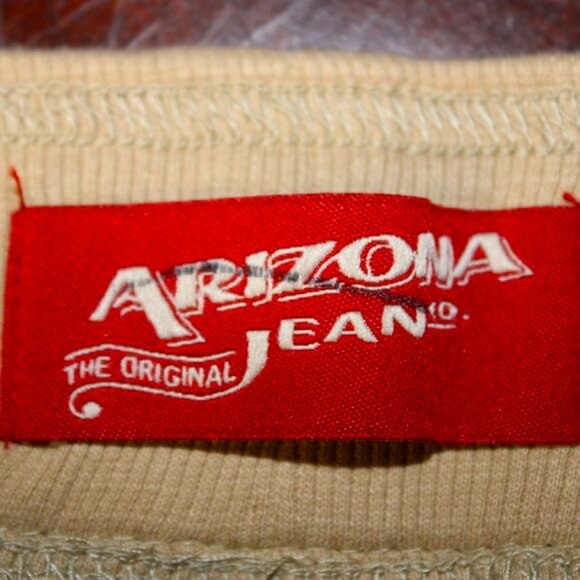 ARIZONA
JEAN CO.
THE ORIGINAL